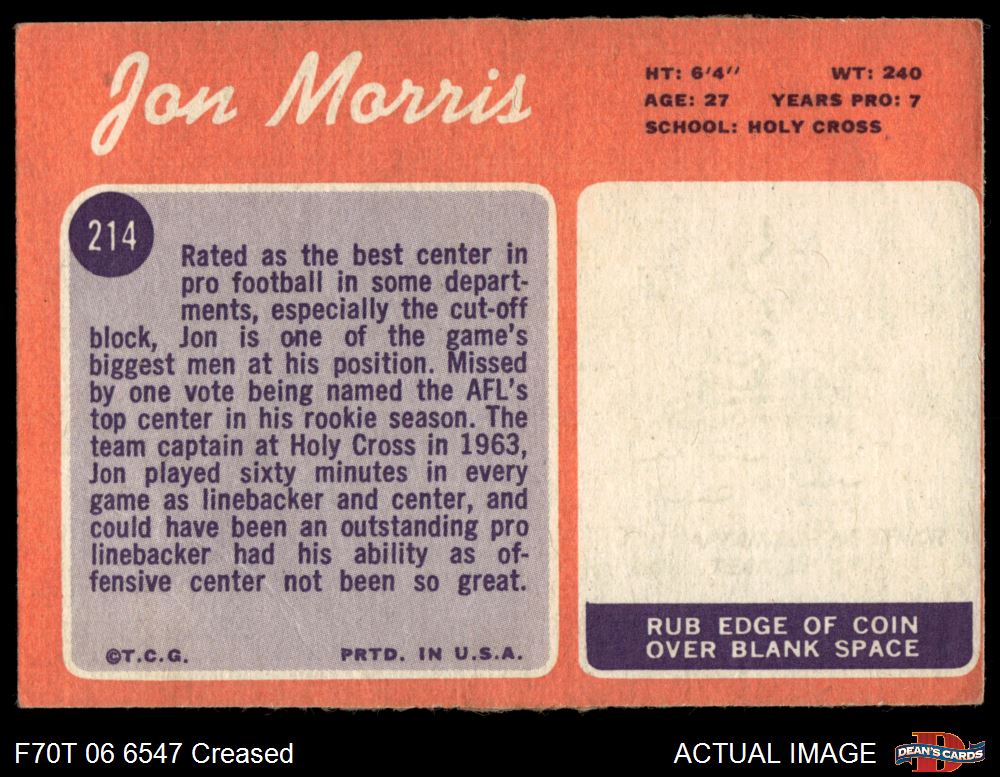 Jon Morris
HT: 6'4'' WT: 240
AGE: 27 YEARS PRO: 7
SCHOOL: HOLY CROSS
214
Rated as the best center in
pro football in some depart-
ments, especially the cut-off
block, Jon is one of the game's
biggest men at his position. Missed
by one vote being named the AFL's
top center in his rookie season. The
team captain at Holy Cross in 1963,
Jon played sixty minutes in every
game as linebacker and center, and
could have been an outstanding pro
linebacker had his ability as of-
fensive center not been so great.
©T.C.G. PRTD. IN U.S.A.
RUB EDGE OF COIN
OVER BLANK SPACE
F70T 06 6547 Creased
ACTUAL IMAGE
D
DEAN'S CARDS